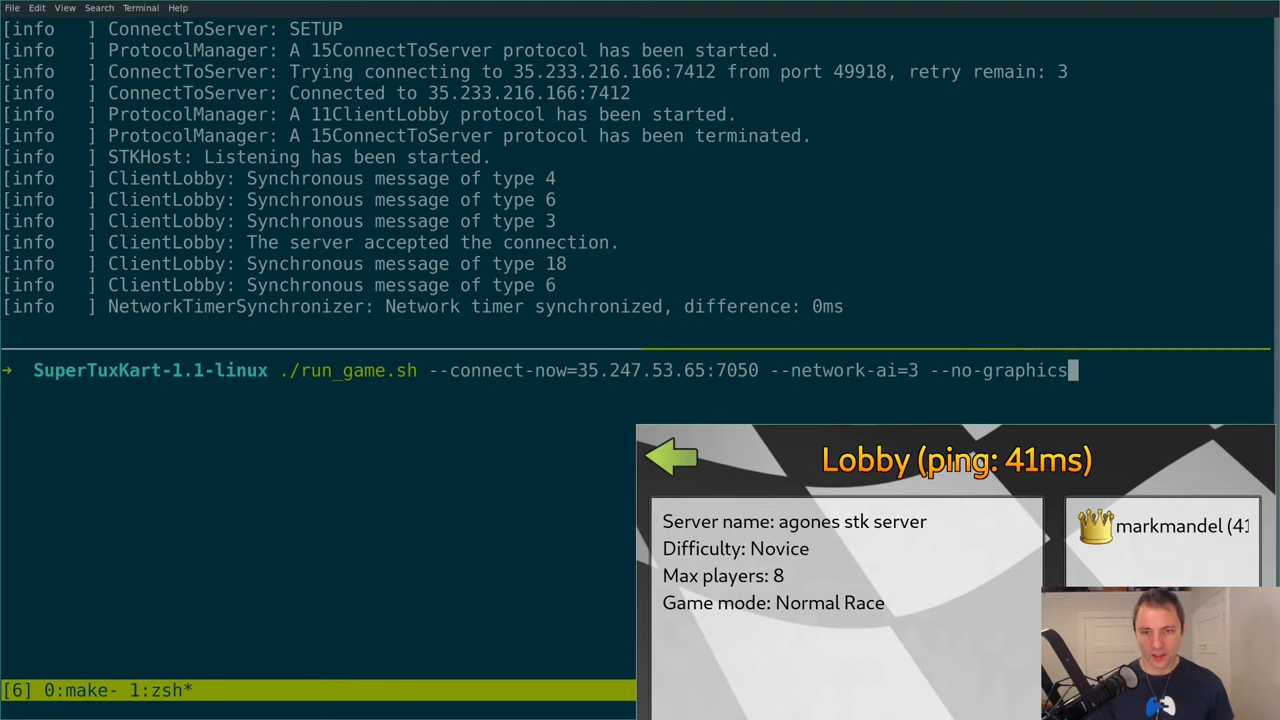 File Edit View Search Terminal Help
[info   ] ConnectToServer: SETUP
[info   ] ProtocolManager: A 15ConnectToServer protocol has been started.
[info   ] ConnectToServer: Trying connecting to 35.233.216.166:7412 from port 49918, retry remain: 3
[info   ] ConnectToServer: Connected to 35.233.216.166:7412
[info   ] ProtocolManager: A 11ClientLobby protocol has been started.
[info   ] ProtocolManager: A 15ConnectToServer protocol has been terminated.
[info   ] STKHost: Listening has been started.
[info   ] ClientLobby: Synchronous message of type 4
[info   ] ClientLobby: Synchronous message of type 6
[info   ] ClientLobby: Synchronous message of type 3
[info   ] ClientLobby: The server accepted the connection.
[info   ] ClientLobby: Synchronous message of type 18
[info   ] ClientLobby: Synchronous message of type 6
[info   ] NetworkTimerSynchronizer: Network timer synchronized, difference: 0ms
→ SuperTuxKart-1.1-linux ./run_game.sh --connect-now=35.247.53.65:7050 --network-ai=3 --no-graphics
Lobby (ping: 41ms)
Server name: agones stk server
Difficulty: Novice
Max players: 8
Game mode: Normal Race
markmandel (41
[6] 0:make- 1:zsh*